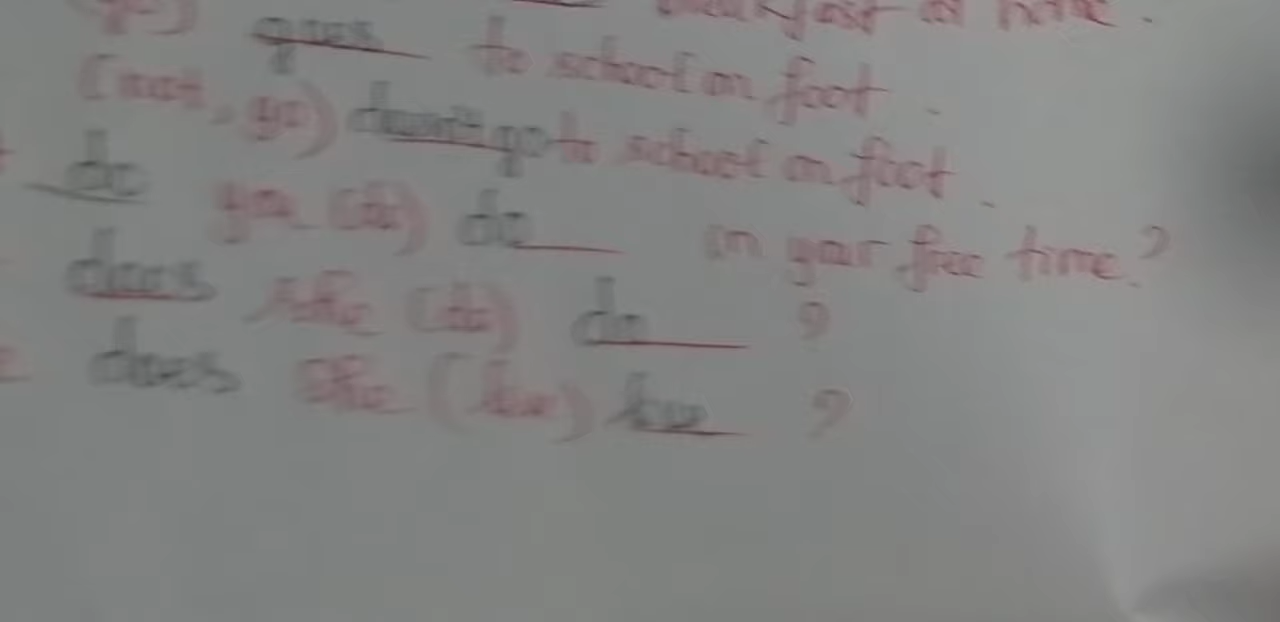 breakfast at home.
(go) goes to school on foot.
(not, go) doesn't go to school on foot.
do you (do) do in your free time?
does she (do) do ?
does she (live) live ?